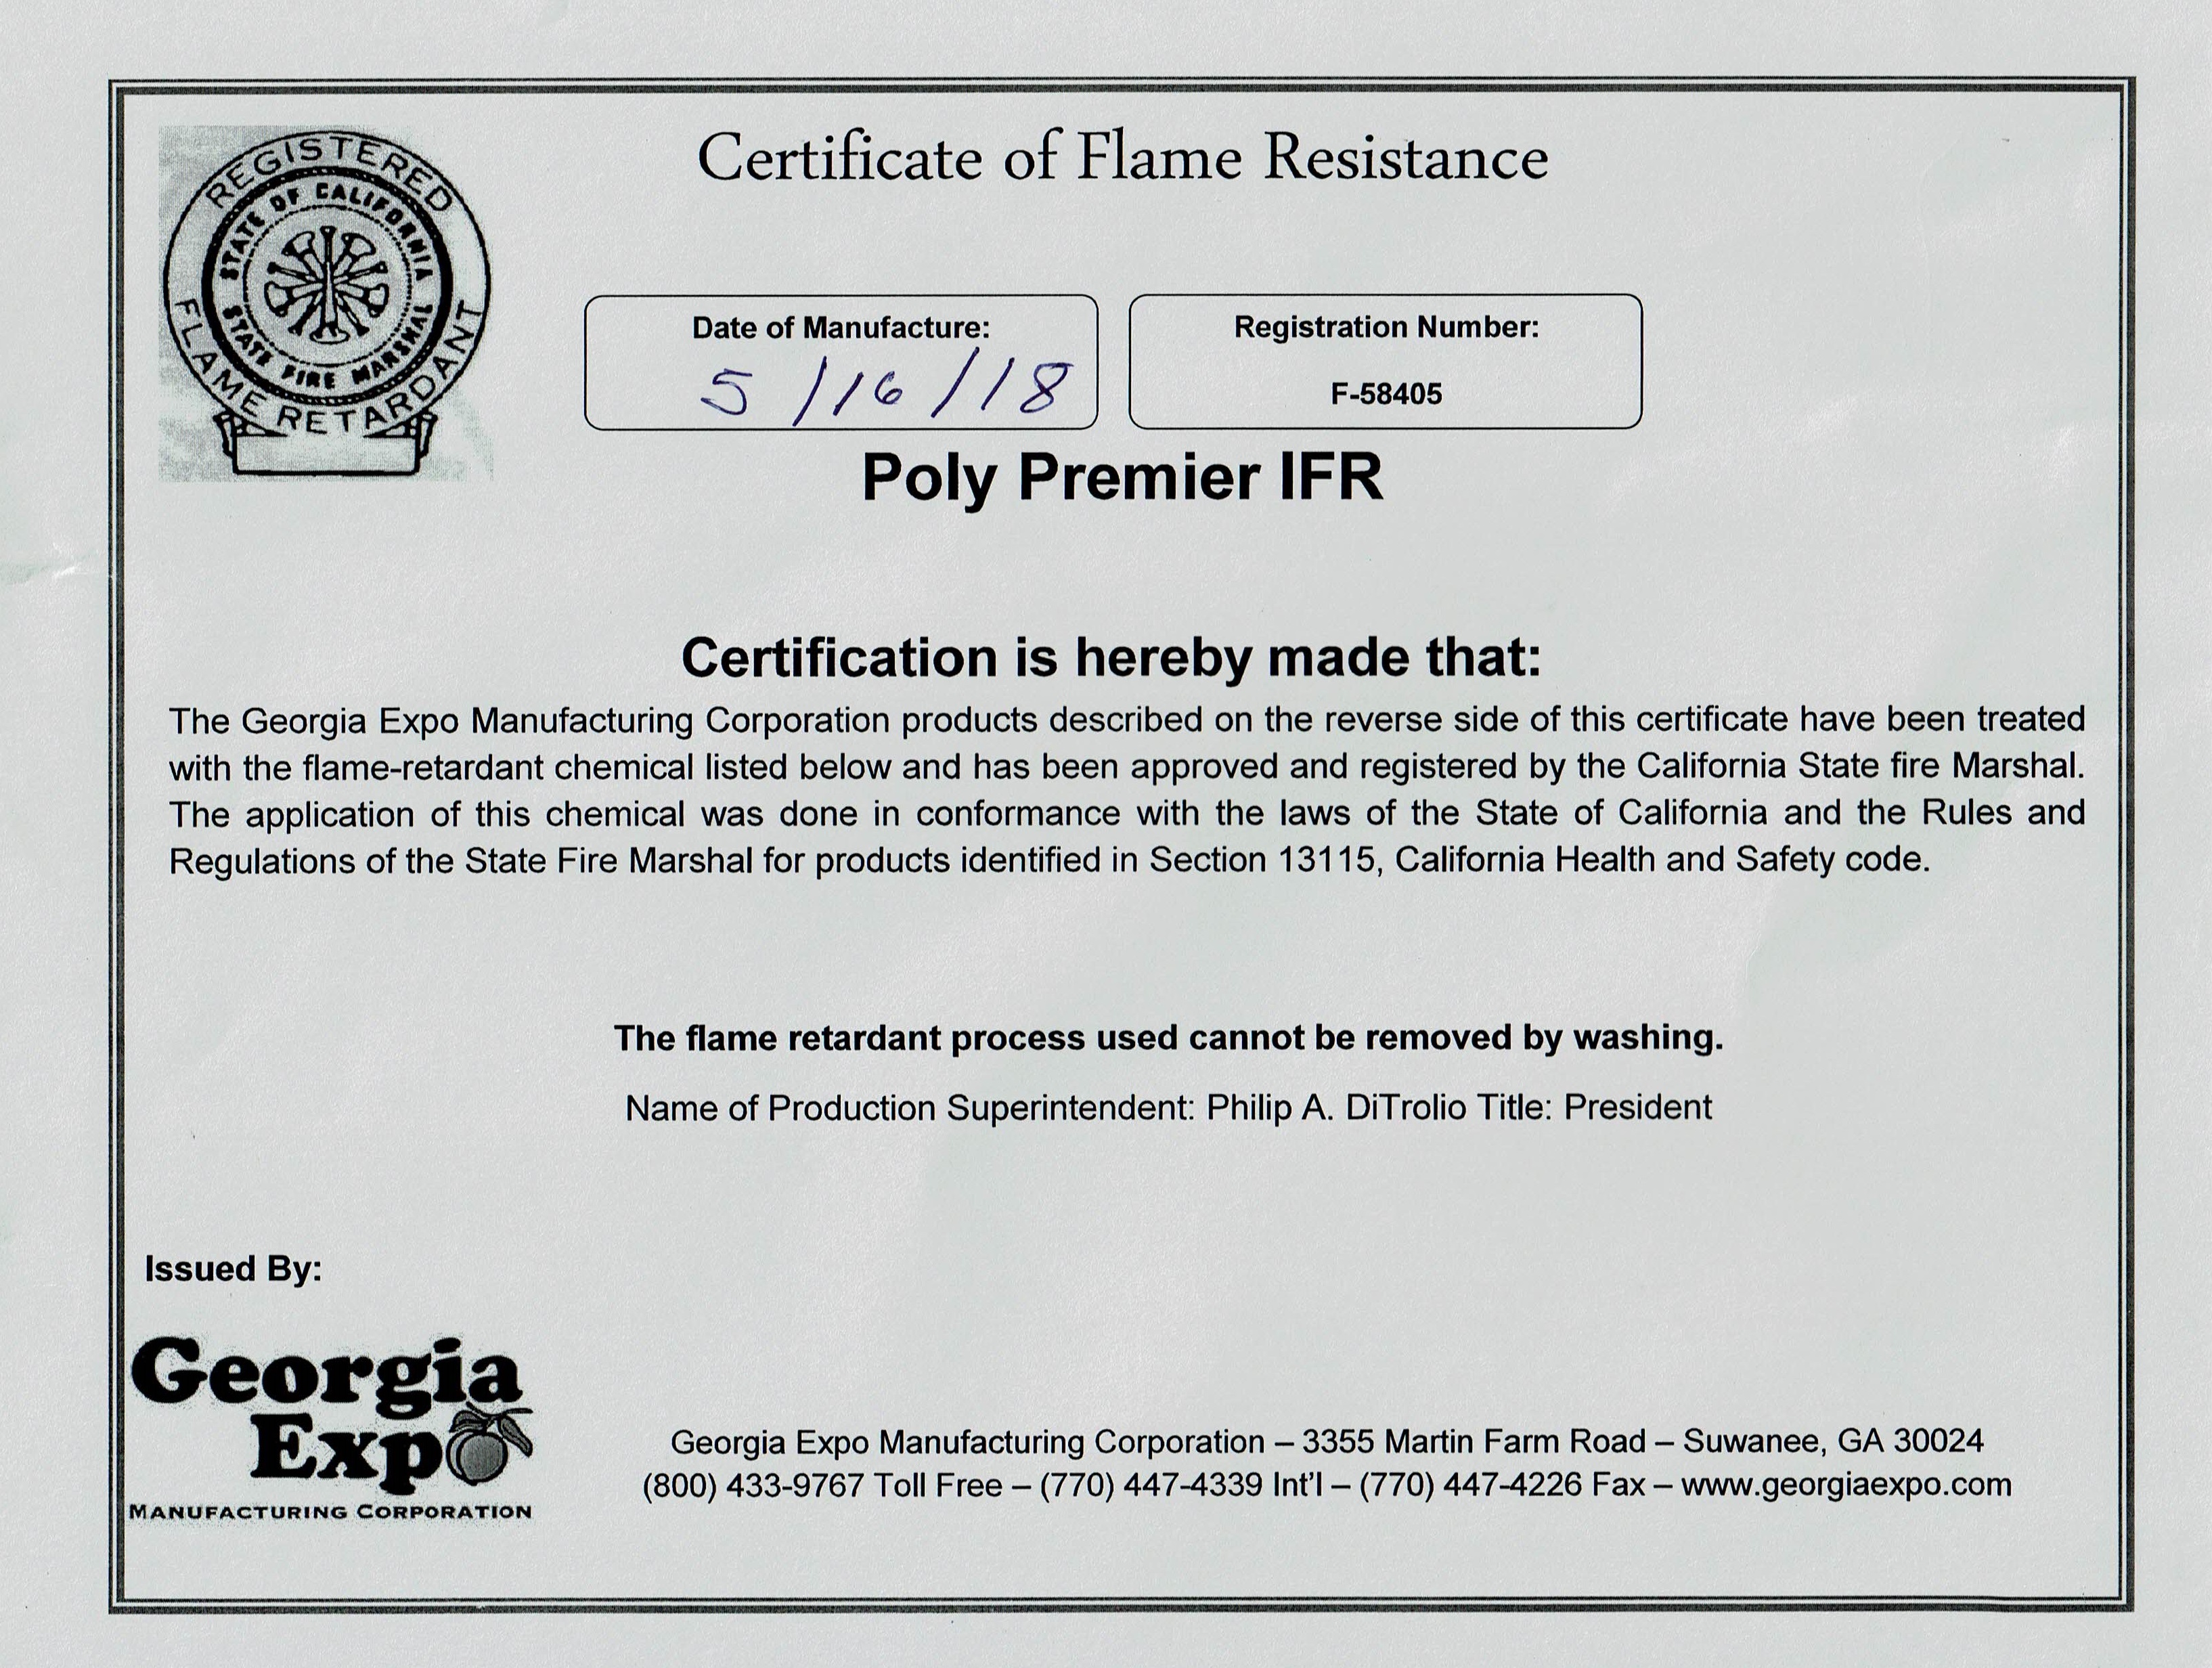 REGISTERED
STATE OF CALIFORNIA
STATE FIRE MARSHAL
FLAME RETARDANT
Certificate of Flame Resistance
Date of Manufacture:
5/16/18
Registration Number:
F-58405
Poly Premier IFR
Certification is hereby made that:
The Georgia Expo Manufacturing Corporation products described on the reverse side of this certificate have been treated
with the flame-retardant chemical listed below and has been approved and registered by the California State fire Marshal.
The application of this chemical was done in conformance with the laws of the State of California and the Rules and
Regulations of the State Fire Marshal for products identified in Section 13115, California Health and Safety code.
The flame retardant process used cannot be removed by washing.
Name of Production Superintendent: Philip A. DiTrolio Title: President
Issued By:
Georgia
Expo
MANUFACTURING CORPORATION
Georgia Expo Manufacturing Corporation – 3355 Martin Farm Road – Suwanee, GA 30024
(800) 433-9767 Toll Free – (770) 447-4339 Int'l – (770) 447-4226 Fax – www.georgiaexpo.com